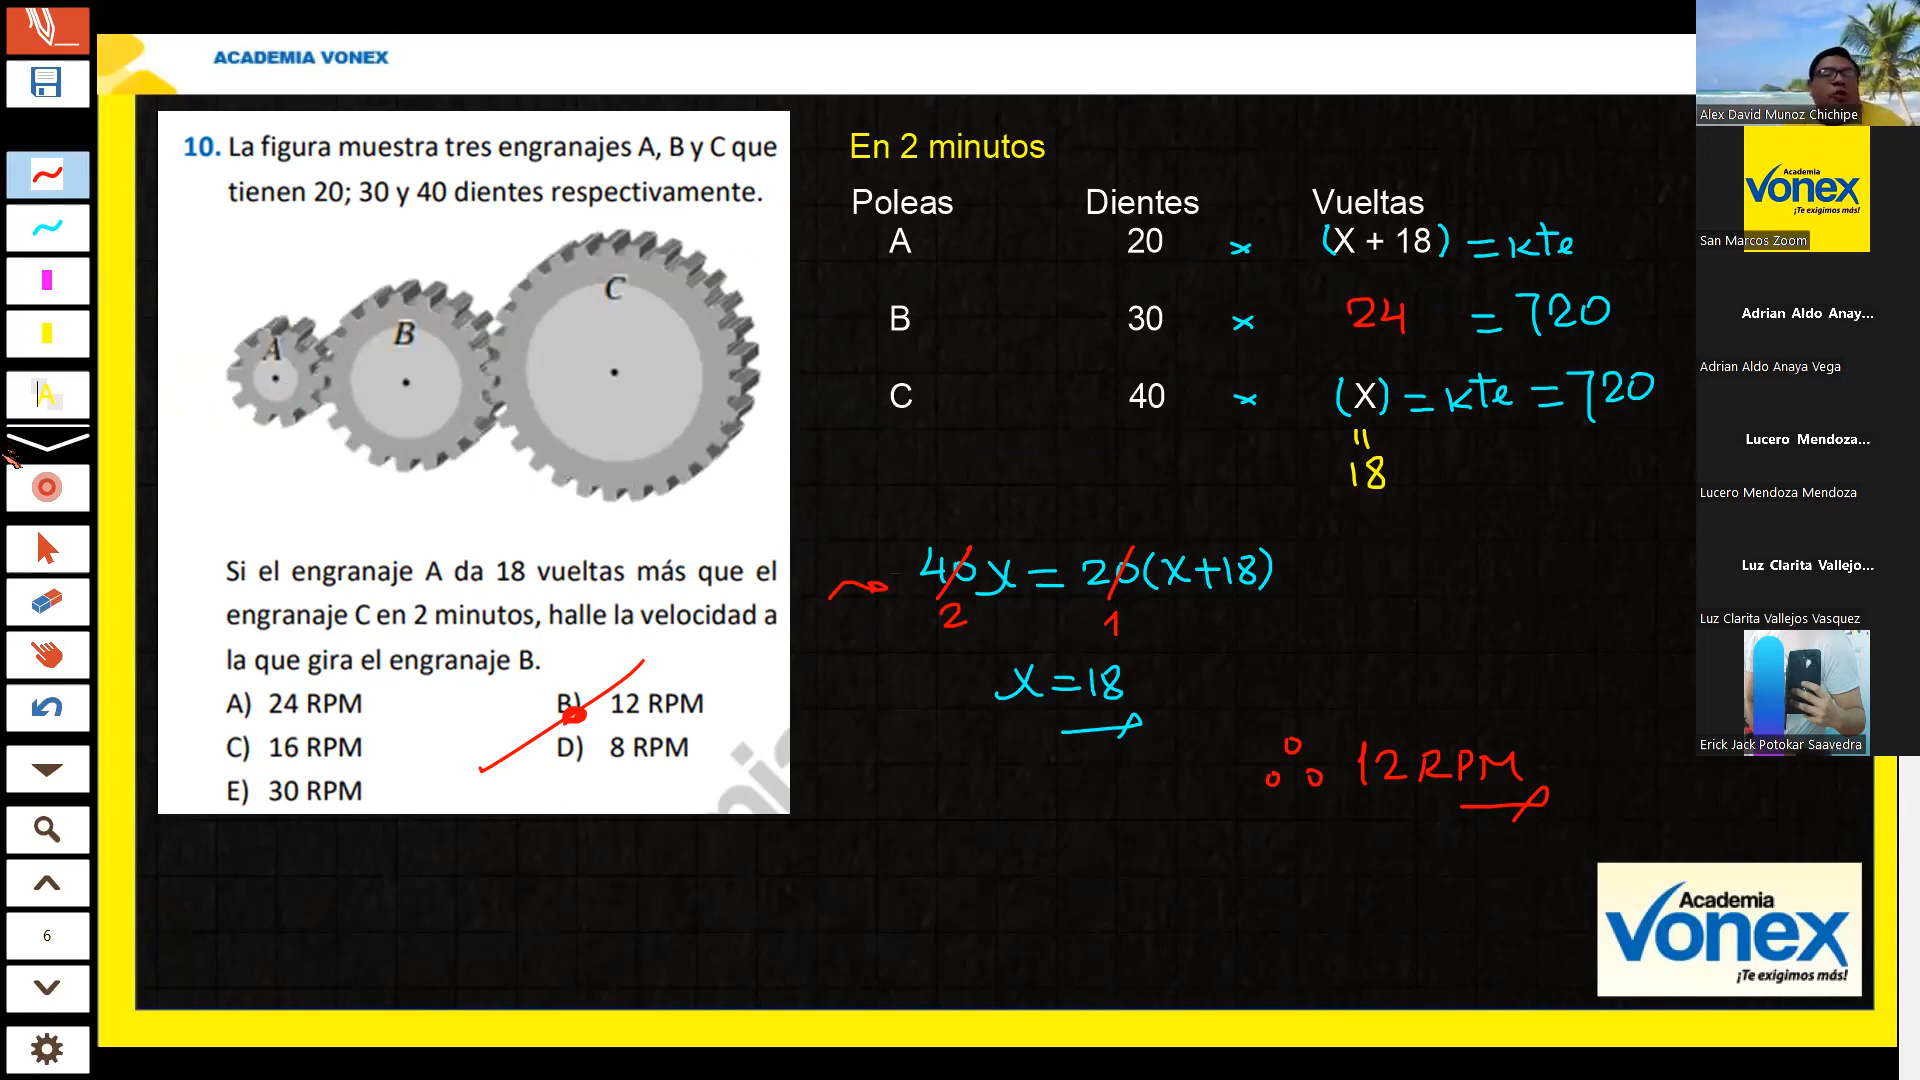 ACADEMIA VONEX
10. La figura muestra tres engranajes A, B y C que
tienen 20; 30 y 40 dientes respectivamente.
A
B
C
Si el engranaje A da 18 vueltas más que el
engranaje C en 2 minutos, halle la velocidad a
la que gira el engranaje B.
A) 24 RPM
B) 12 RPM
C) 16 RPM
D) 8 RPM
E) 30 RPM
En 2 minutos
Poleas Dientes Vueltas
A 20 x (X + 18) = kte
B 30 x 24 = 720
C 40 x (X) = kte = 720
"
18
40x = 20(x+18)
2 1
x = 18
∴ 12 RPM
Academia
Vonex
¡Te exigimos más!
Alex David Munoz Chichipe
Academia
Vonex
¡Te exigimos más!
San Marcos Zoom
Adrian Aldo Anay...
Adrian Aldo Anaya Vega
Lucero Mendoza...
Lucero Mendoza Mendoza
Luz Clarita Vallejo...
Luz Clarita Vallejos Vasquez
Erick Jack Potokar Saavedra
A
6